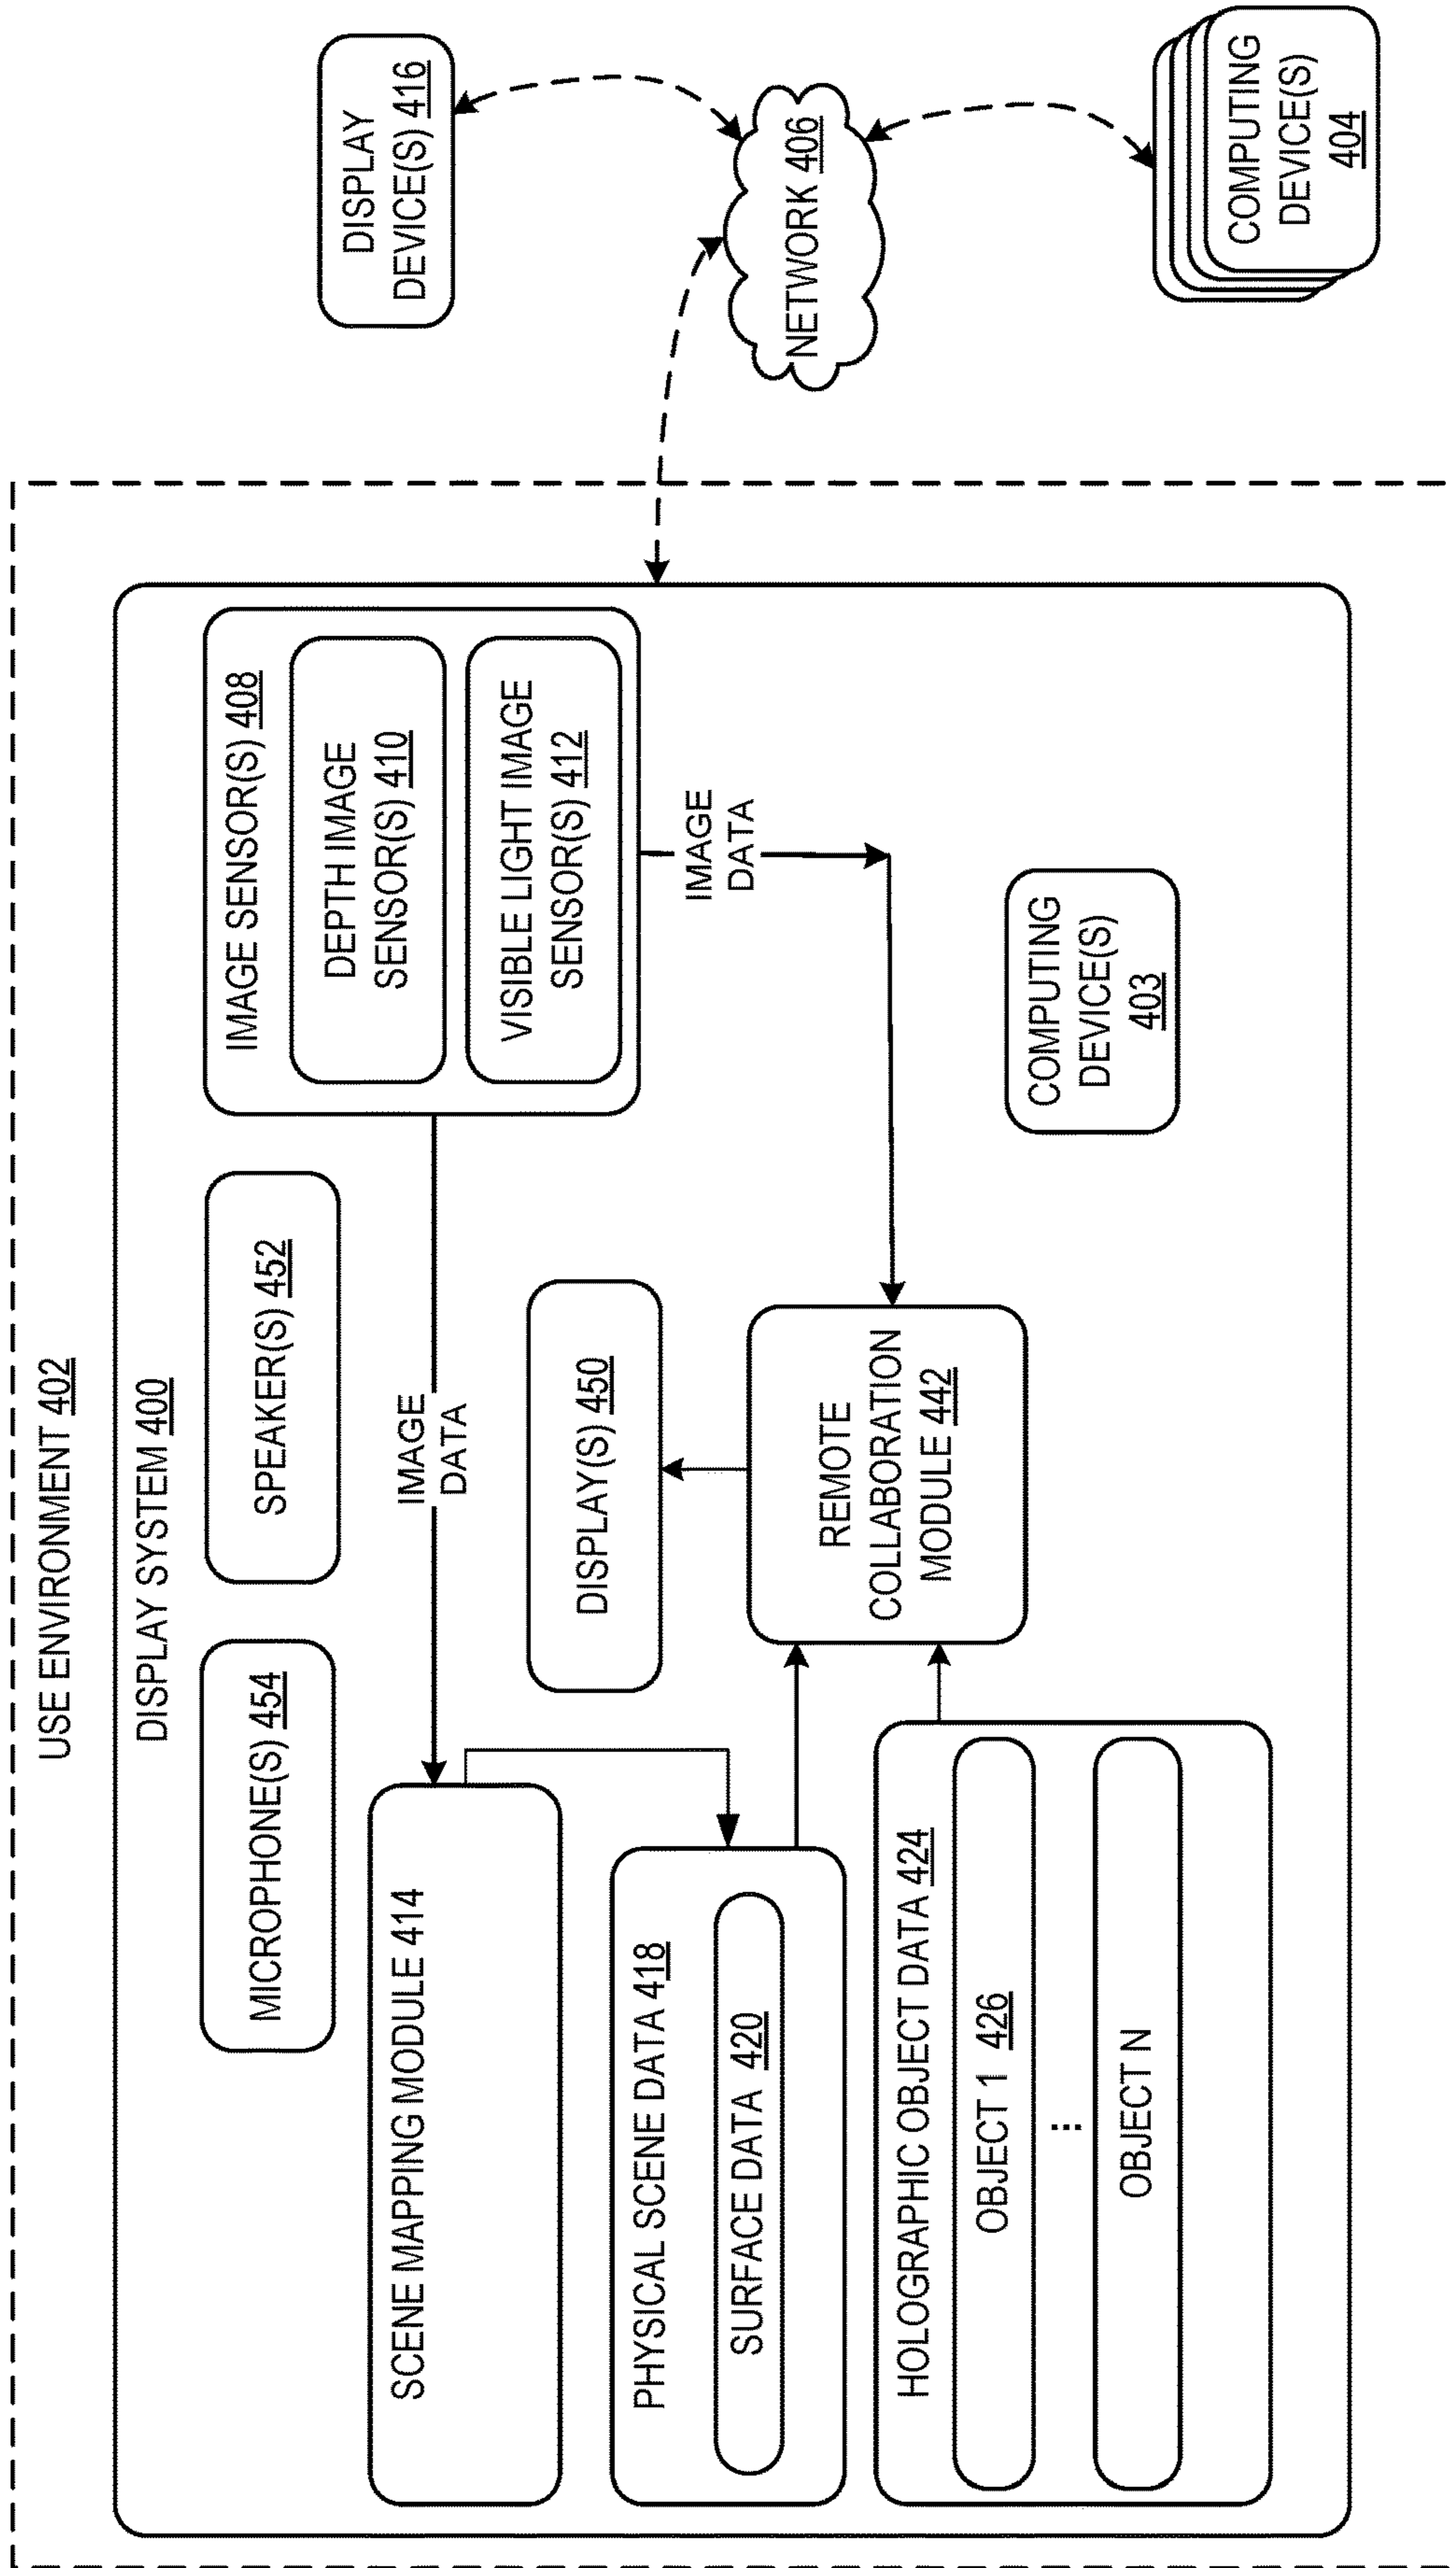 USE ENVIRONMENT 402
DISPLAY SYSTEM 400
MICROPHONE(S) 454
SPEAKER(S) 452
IMAGE SENSOR(S) 408
DEPTH IMAGE
SENSOR(S) 410
VISIBLE LIGHT IMAGE
SENSOR(S) 412
IMAGE
DATA
SCENE MAPPING MODULE 414
DISPLAY(S) 450
IMAGE
DATA
PHYSICAL SCENE DATA 418
SURFACE DATA 420
REMOTE
COLLABORATION
MODULE 442
HOLOGRAPHIC OBJECT DATA 424
OBJECT 1 426
...
OBJECT N
COMPUTING
DEVICE(S)
403
DISPLAY
DEVICE(S) 416
NETWORK 406
COMPUTING
DEVICE(S)
404